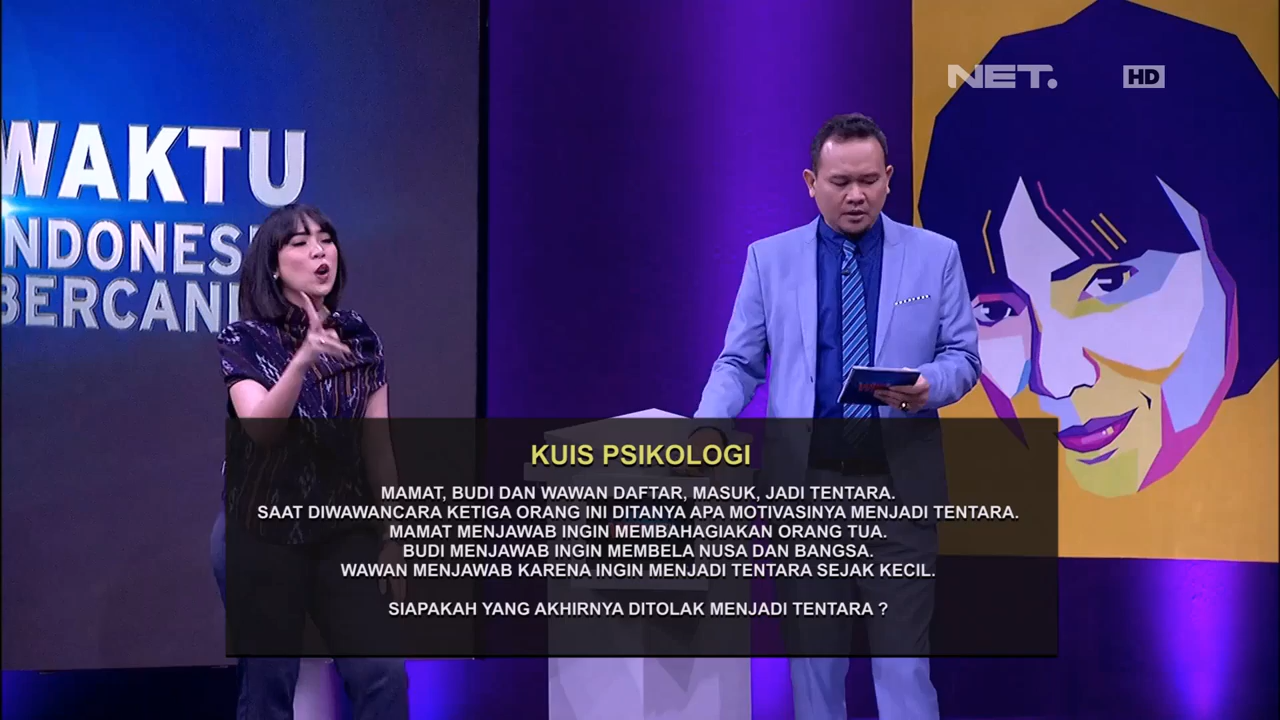 NET.
HD
WAKTU
INDONESI
BERCAN
KUIS PSIKOLOGI
MAMAT, BUDI DAN WAWAN DAFTAR, MASUK, JADI TENTARA.
SAAT DIWAWANCARA KETIGA ORANG INI DITANYA APA MOTIVASINYA MENJADI TENTARA.
MAMAT MENJAWAB INGIN MEMBAHAGIAKAN ORANG TUA.
BUDI MENJAWAB INGIN MEMBELA NUSA DAN BANGSA.
WAWAN MENJAWAB KARENA INGIN MENJADI TENTARA SEJAK KECIL.
SIAPAKAH YANG AKHIRNYA DITOLAK MENJADI TENTARA ?